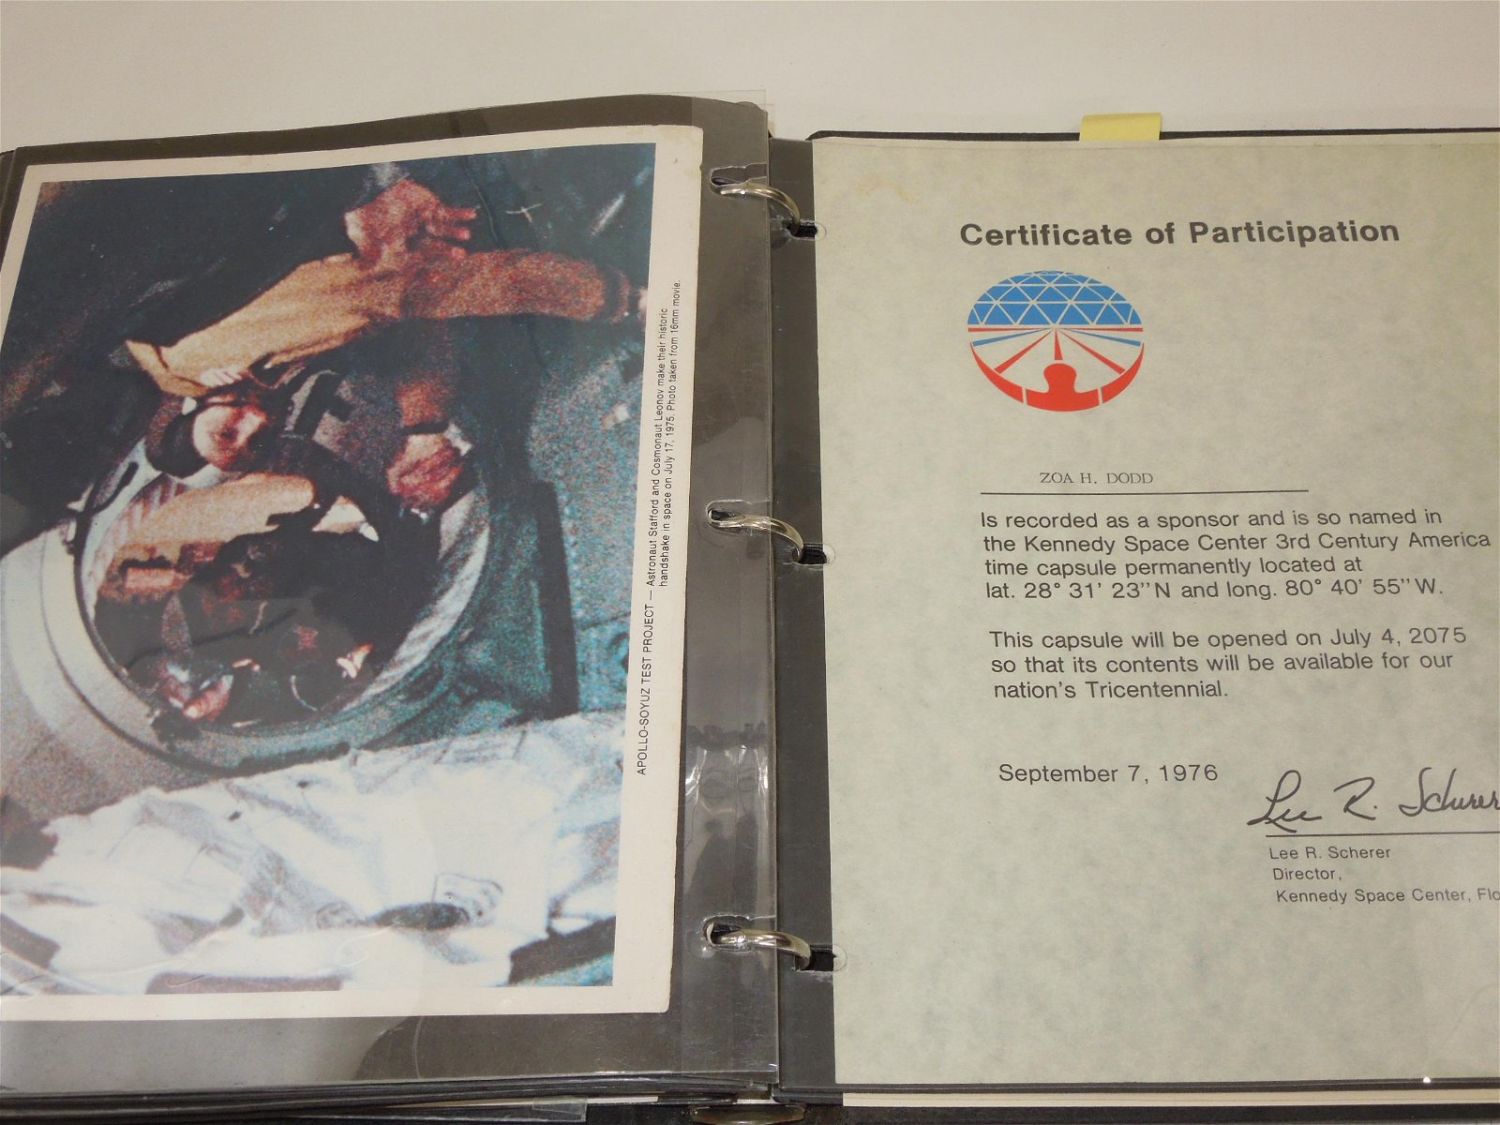 APOLLO-SOYUZ TEST PROJECT — Astronaut Stafford and Cosmonaut Leonov make their historic
handshake in space on July 17, 1975. Photo taken from 16mm movie.
Certificate of Participation
ZOA H. DODD
Is recorded as a sponsor and is so named in
the Kennedy Space Center 3rd Century America
time capsule permanently located at
lat. 28° 31' 23" N and long. 80° 40' 55" W.
This capsule will be opened on July 4, 2075
so that its contents will be available for our
nation's Tricentennial.
September 7, 1976
Lee R. Scherer
Lee R. Scherer
Director,
Kennedy Space Center, Flo